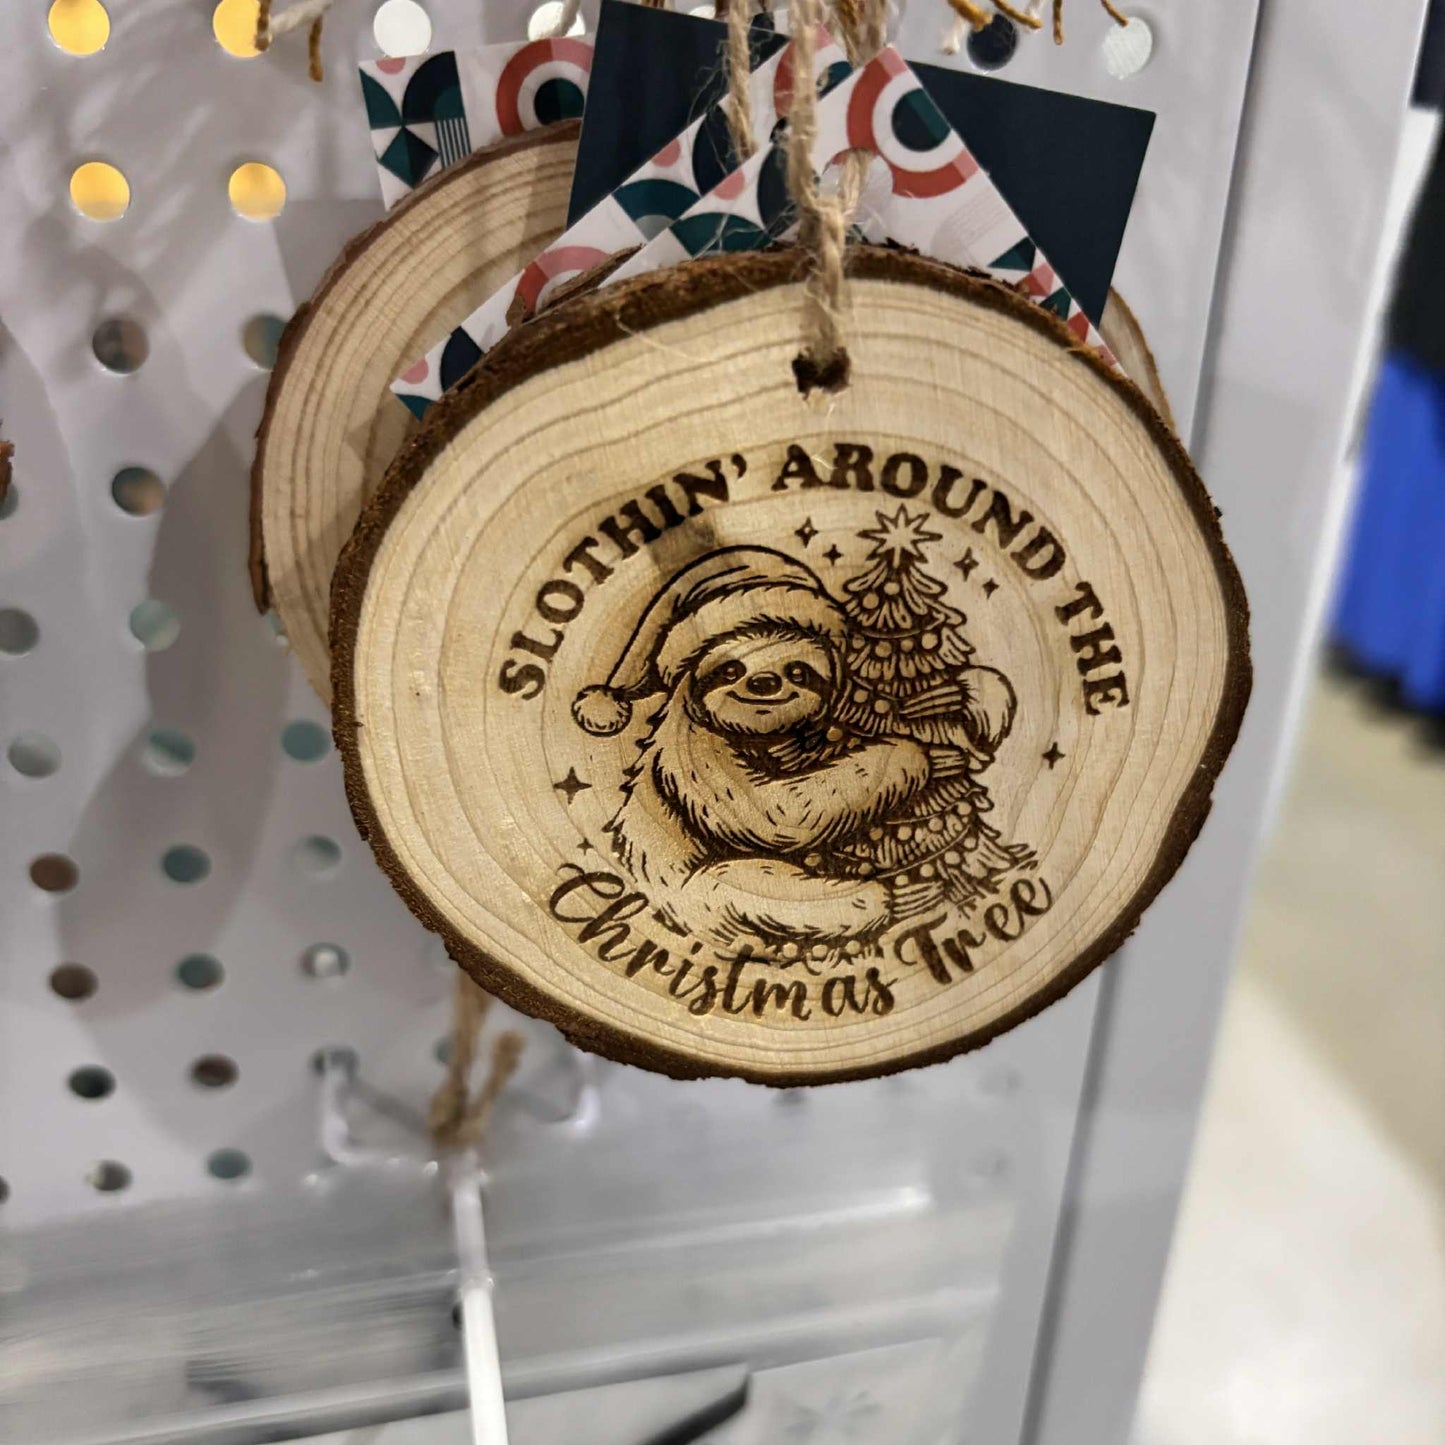 SLOTHIN' AROUND THE
Christmas Tree